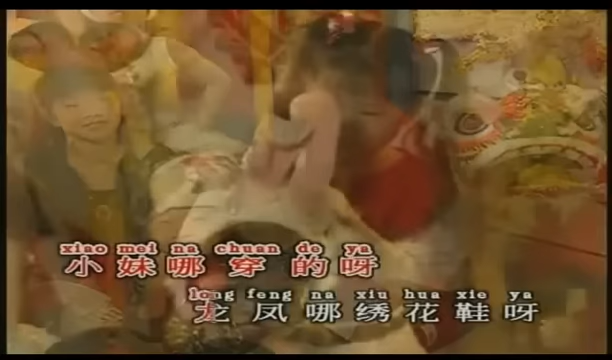 xiao mei na chuan de ya
小妹哪穿的呀
long feng na xiu hua xie ya
龙凤哪绣花鞋呀